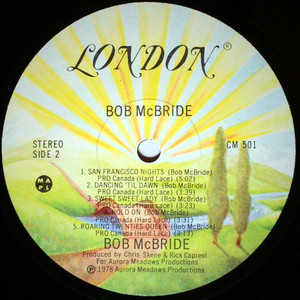 LONDON®
BOB McBRIDE
STEREO
SIDE 2
CM 501
M A P L
1. SAN FRANCISCO NIGHTS (Bob McBride)
PRO Canada (Hard Lace) (5:02)
2. DANCING 'TIL DAWN (Bob McBride)
PRO Canada (Hard Lace) (3:39)
3. SWEET SWEET LADY (Bob McBride)
PRO Canada (Hard Lace) (3:23)
4. HOLD ON (Bob McBride)
PRO Canada (Hard Lace) (3:31)
5. ROARING TWENTIES QUEEN (Bob McBride)
PRO Canada (Hard Lace) (3:13)
BOB McBRIDE
Produced by Chris Skene & Rick Capreol
For Aurora Meadows Productions
℗ 1978 Aurora Meadows Productions